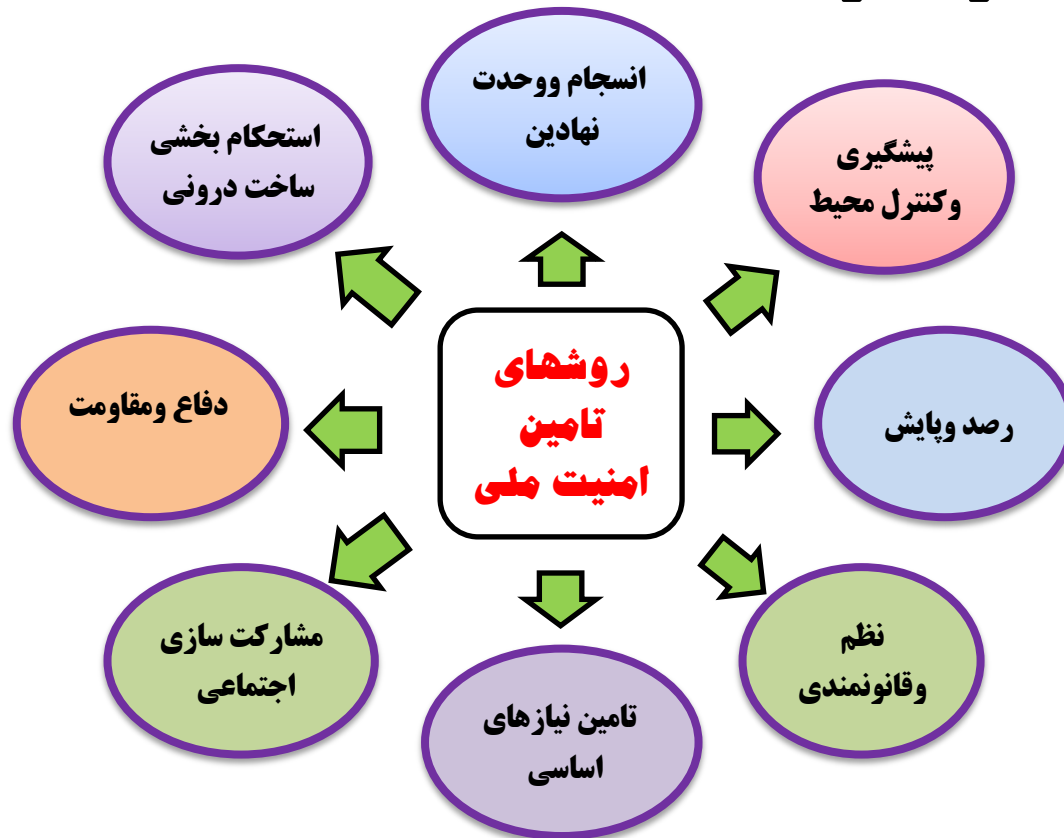 انسجام ووحدت
نهادین
پیشگیری
وکنترل محیط
رصد وپایش
نظم
وقانونمندی
تامین نیازهای
اساسی
مشارکت سازی
اجتماعی
دفاع ومقاومت
استحکام بخشی
ساخت درونی
روشهای
تامین
امنیت ملی